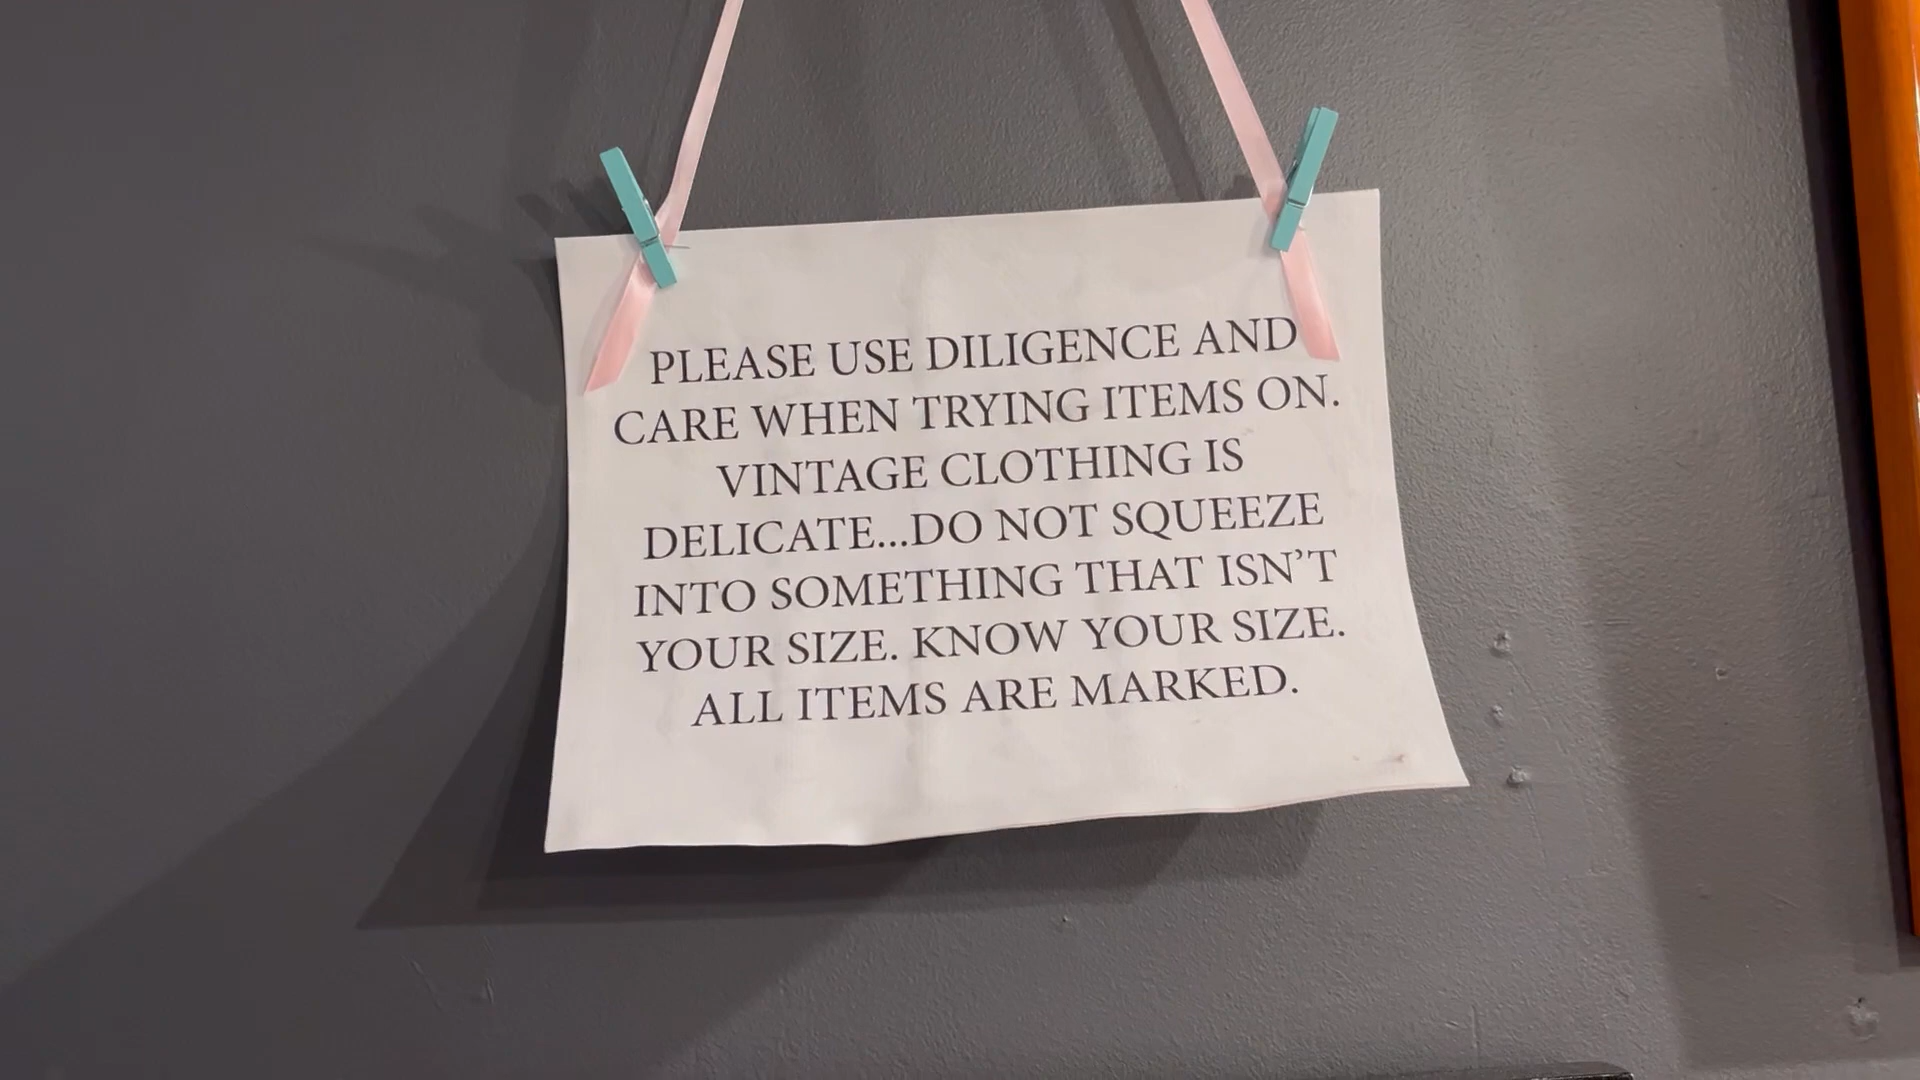 PLEASE USE DILIGENCE AND
CARE WHEN TRYING ITEMS ON.
VINTAGE CLOTHING IS
DELICATE...DO NOT SQUEEZE
INTO SOMETHING THAT ISN’T
YOUR SIZE. KNOW YOUR SIZE.
ALL ITEMS ARE MARKED.